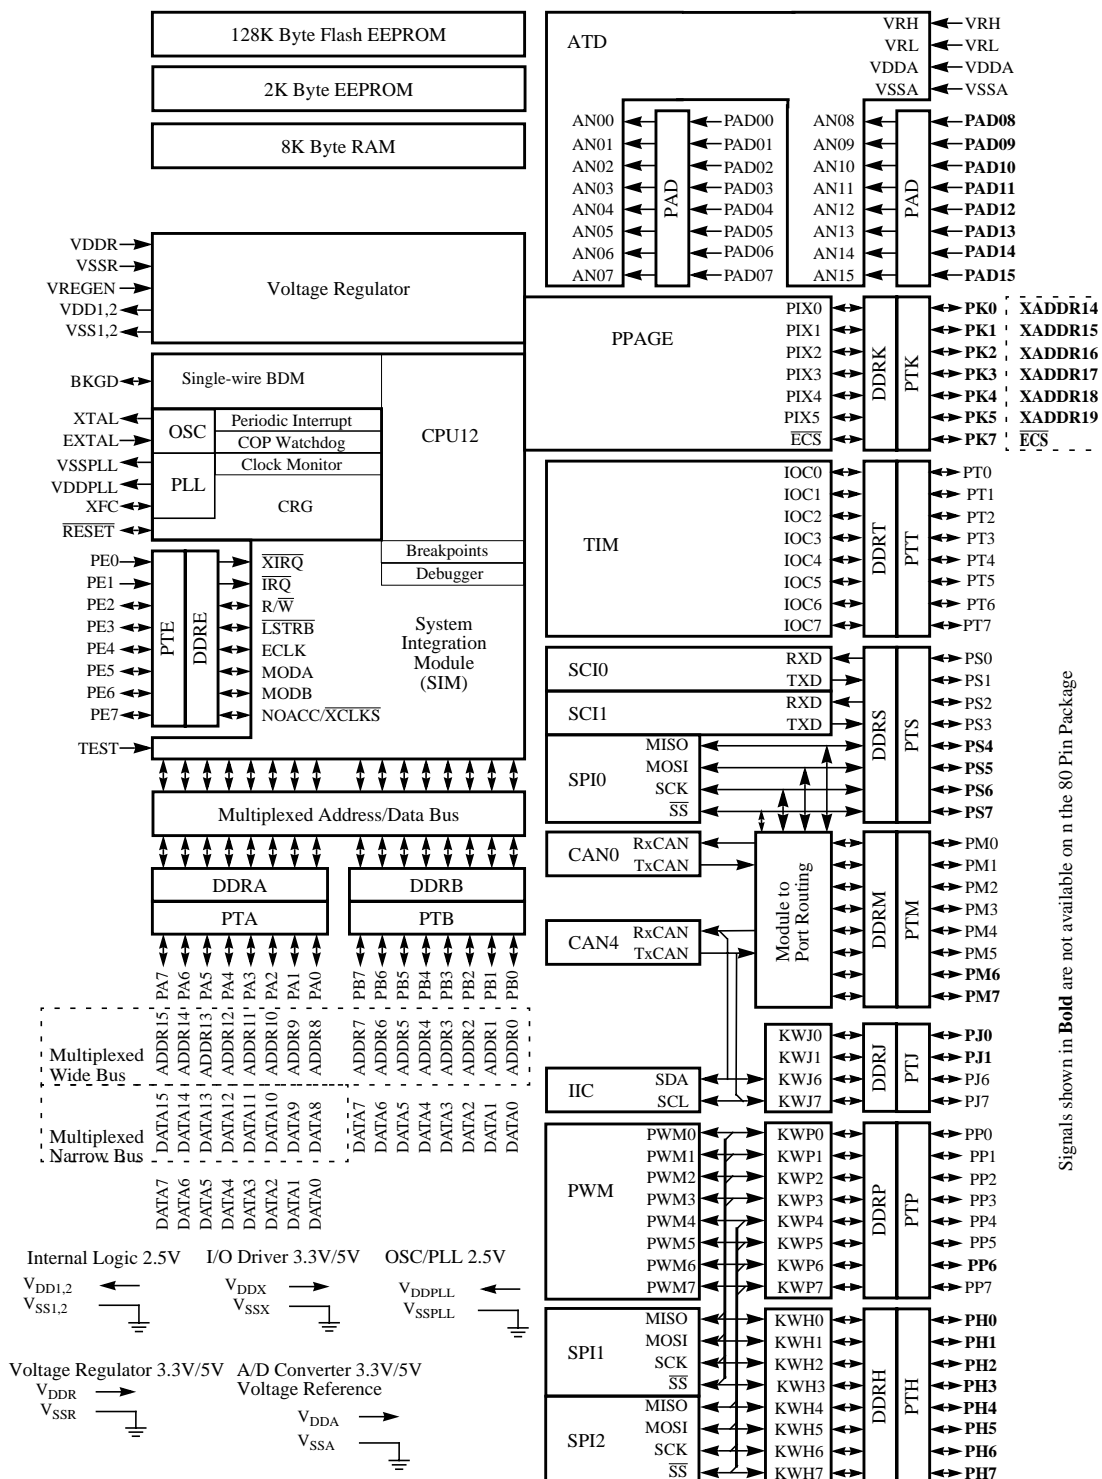 128K Byte Flash EEPROM
2K Byte EEPROM
8K Byte RAM
VDDR
VSSR
VREGEN
VDD1,2
VSS1,2
Voltage Regulator
BKGD
XTAL
EXTAL
VSSPLL
VDDPLL
XFC
RESET
Single-wire BDM
OSC
PLL
Periodic Interrupt
COP Watchdog
Clock Monitor
CRG
CPU12
Breakpoints
Debugger
System
Integration
Module
(SIM)
PE0
PE1
PE2
PE3
PE4
PE5
PE6
PE7
TEST
PTE
DDRE
XIRQ
IRQ
R/W
LSTRB
ECLK
MODA
MODB
NOACC/XCLKS
Multiplexed Address/Data Bus
DDRA
DDRB
PTA
PTB
PA7 PA6 PA5 PA4 PA3 PA2 PA1 PA0
PB7 PB6 PB5 PB4 PB3 PB2 PB1 PB0
Multiplexed
Wide Bus
ADDR15 ADDR14 ADDR13 ADDR12 ADDR11 ADDR10 ADDR9 ADDR8
ADDR7 ADDR6 ADDR5 ADDR4 ADDR3 ADDR2 ADDR1 ADDR0
DATA15 DATA14 DATA13 DATA12 DATA11 DATA10 DATA9 DATA8
DATA7 DATA6 DATA5 DATA4 DATA3 DATA2 DATA1 DATA0
Multiplexed
Narrow Bus
DATA7 DATA6 DATA5 DATA4 DATA3 DATA2 DATA1 DATA0
Internal Logic 2.5V
VDD1,2
VSS1,2
I/O Driver 3.3V/5V
VDDX
VSSX
OSC/PLL 2.5V
VDDPLL
VSSPLL
Voltage Regulator 3.3V/5V
VDDR
VSSR
A/D Converter 3.3V/5V
Voltage Reference
VDDA
VSSA
ATD
VRH VRH
VRL VRL
VDDA VDDA
VSSA VSSA
AN00 PAD00 AN08 PAD08
AN01 PAD01 AN09 PAD09
AN02 PAD02 AN10 PAD10
AN03 PAD03 AN11 PAD11
AN04 PAD04 AN12 PAD12
AN05 PAD05 AN13 PAD13
AN06 PAD06 AN14 PAD14
AN07 PAD07 AN15 PAD15
PAD
PAD
PPAGE
PIX0 PK0 XADDR14
PIX1 PK1 XADDR15
PIX2 PK2 XADDR16
PIX3 PK3 XADDR17
PIX4 PK4 XADDR18
PIX5 PK5 XADDR19
ECS PK7 ECS
DDRK
PTK
TIM
IOC0 PT0
IOC1 PT1
IOC2 PT2
IOC3 PT3
IOC4 PT4
IOC5 PT5
IOC6 PT6
IOC7 PT7
DDRT
PTT
SCI0
RXD PS0
TXD PS1
SCI1
RXD PS2
TXD PS3
SPI0
MISO PS4
MOSI PS5
SCK PS6
SS PS7
DDRS
PTS
CAN0
RxCAN
TxCAN
CAN4
RxCAN
TxCAN
Module to
Port Routing
DDRM
PTM
PM0
PM1
PM2
PM3
PM4
PM5
PM6
PM7
IIC
SDA
SCL
KWJ0 PJ0
KWJ1 PJ1
KWJ6 PJ6
KWJ7 PJ7
DDRJ
PTJ
PWM
PWM0 KWP0 PP0
PWM1 KWP1 PP1
PWM2 KWP2 PP2
PWM3 KWP3 PP3
PWM4 KWP4 PP4
PWM5 KWP5 PP5
PWM6 KWP6 PP6
PWM7 KWP7 PP7
DDRP
PTP
SPI1
MISO KWH0 PH0
MOSI KWH1 PH1
SCK KWH2 PH2
SS KWH3 PH3
SPI2
MISO KWH4 PH4
MOSI KWH5 PH5
SCK KWH6 PH6
SS KWH7 PH7
DDRH
PTH
Signals shown in Bold are not available on n the 80 Pin Package